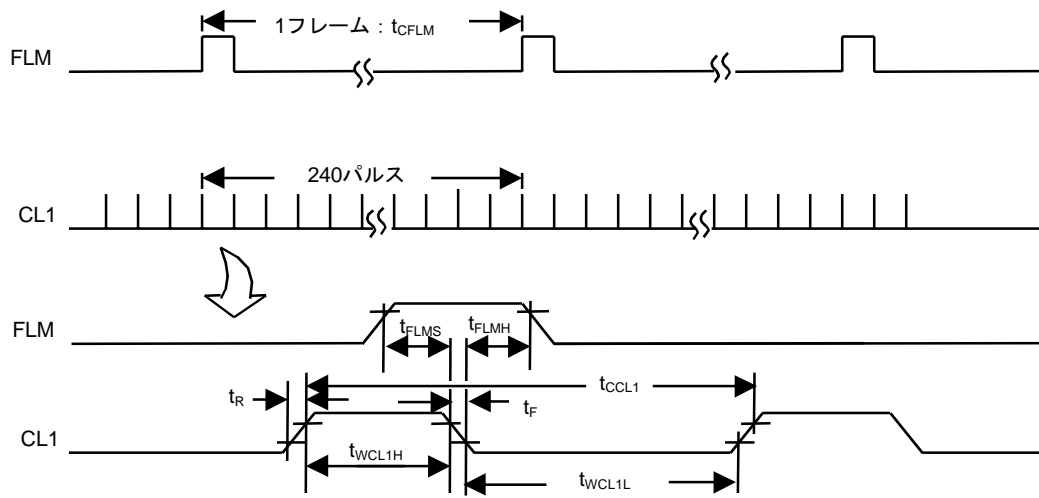 1フレーム：tCFLM
FLM
240パルス
CL1
FLM
tFLMS
tFLMH
tCCL1
tR
tF
CL1
tWCL1H
tWCL1L